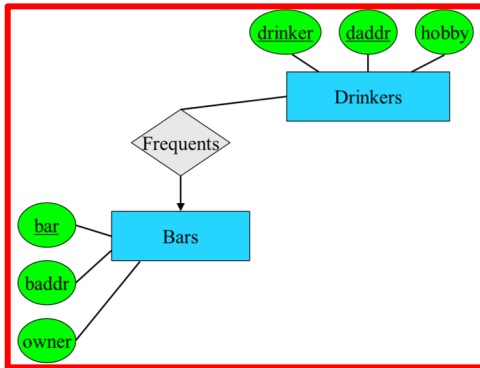 drinker daddr hobby
Drinkers
Frequents
bar
Bars
baddr
owner